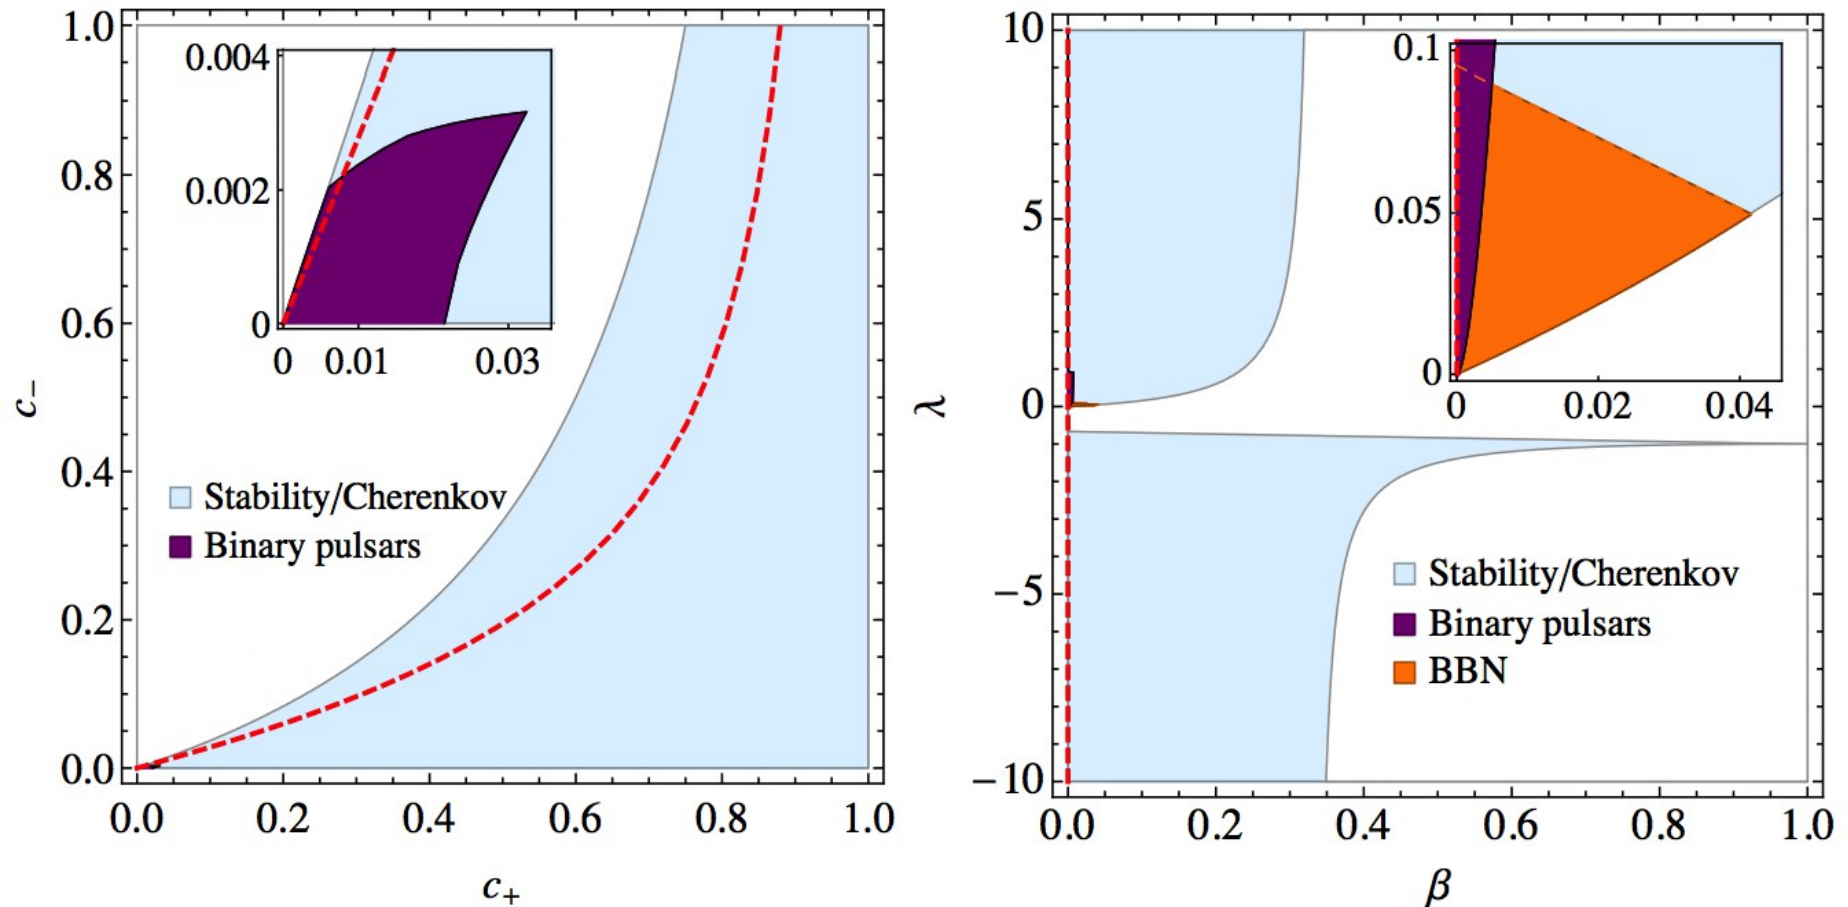 1.0
0.8
0.6
0.4
0.2
0.0
c₋
0.004
0.002
0
0 0.01 0.03
Stability/Cherenkov
Binary pulsars
0.0 0.2 0.4 0.6 0.8 1.0
c₊
10
5
0
−5
−10
λ
0.1
0.05
0
0 0.02 0.04
Stability/Cherenkov
Binary pulsars
BBN
0.0 0.2 0.4 0.6 0.8 1.0
β